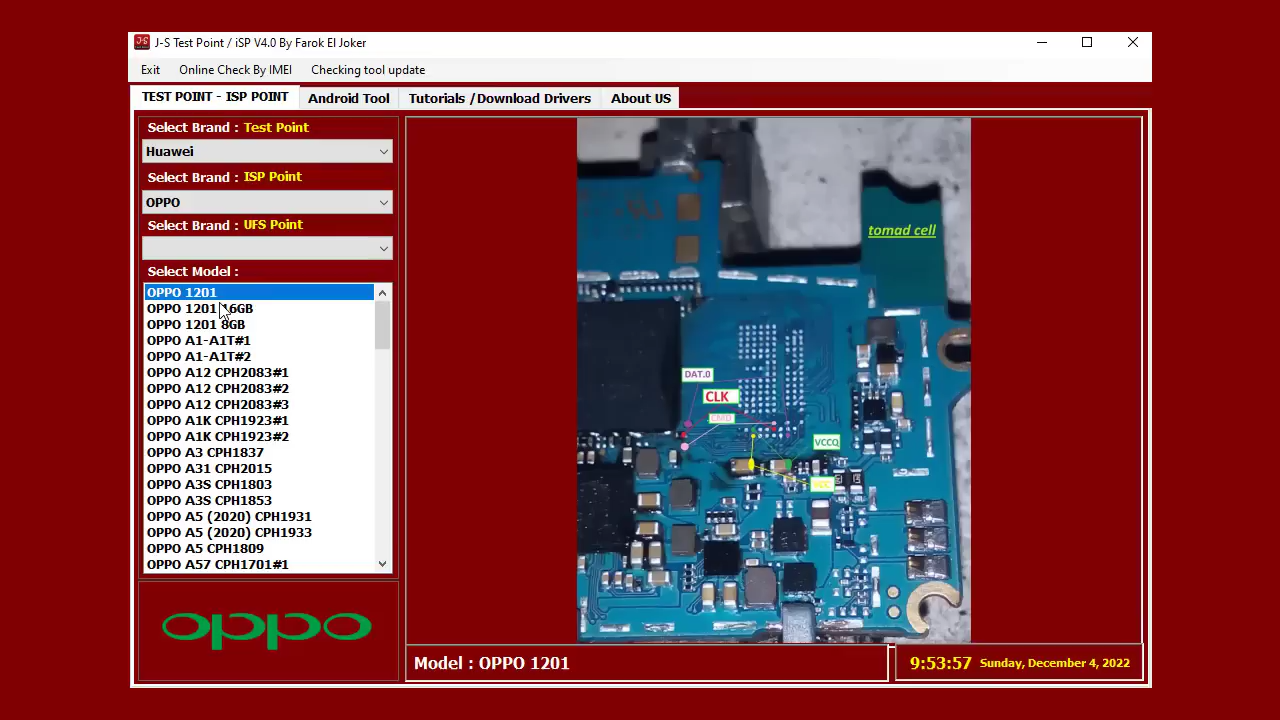 J-S Test Point / iSP V4.0 By Farok El Joker
Exit Online Check By IMEI Checking tool update
TEST POINT - ISP POINT Android Tool Tutorials /Download Drivers About US
Select Brand : Test Point
Huawei
Select Brand : ISP Point
OPPO
Select Brand : UFS Point
Select Model :
OPPO 1201
OPPO 1201 16GB
OPPO 1201 8GB
OPPO A1-A1T#1
OPPO A1-A1T#2
OPPO A12 CPH2083#1
OPPO A12 CPH2083#2
OPPO A12 CPH2083#3
OPPO A1K CPH1923#1
OPPO A1K CPH1923#2
OPPO A3 CPH1837
OPPO A31 CPH2015
OPPO A3S CPH1803
OPPO A3S CPH1853
OPPO A5 (2020) CPH1931
OPPO A5 (2020) CPH1933
OPPO A5 CPH1809
OPPO A57 CPH1701#1
oppo
tomad cell
DAT.0
CLK
CMD
VCCQ
VCC
Model : OPPO 1201
9:53:57 Sunday, December 4, 2022